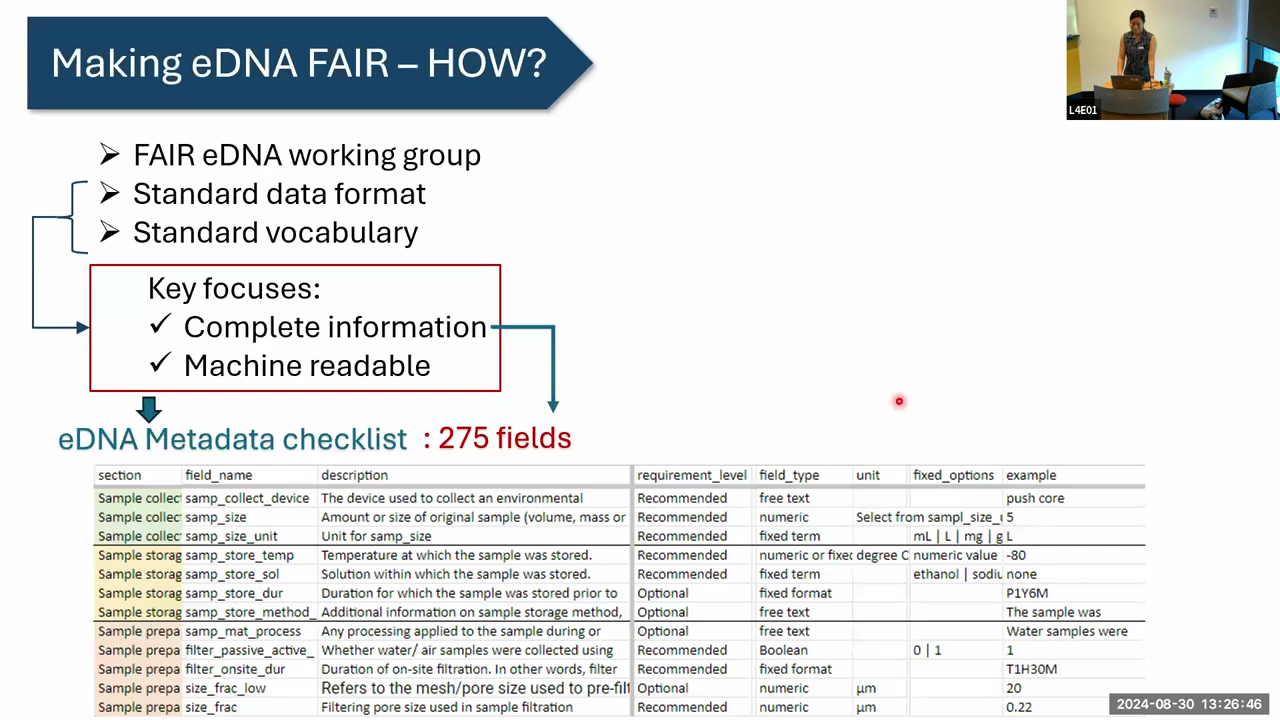 Making eDNA FAIR – HOW?
L4E01
FAIR eDNA working group
Standard data format
Standard vocabulary
Key focuses:
Complete information
Machine readable
eDNA Metadata checklist : 275 fields
section field_name description requirement_level field_type unit fixed_options example
Sample collec samp_collect_device The device used to collect an environmental Recommended free text push core
Sample collec samp_size Amount or size of original sample (volume, mass or Recommended numeric Select from sampl_size_u 5
Sample collec samp_size_unit Unit for samp_size Recommended fixed term mL | L | mg | g L
Sample storag samp_store_temp Temperature at which the sample was stored. Recommended numeric or fixed degree C numeric value -80
Sample storag samp_store_sol Solution within which the sample was stored. Recommended fixed term ethanol | sodiu none
Sample storag samp_store_dur Duration for which the sample was stored prior to Optional fixed format P1Y6M
Sample storag samp_store_method_ Additional information on sample storage method, Optional free text The sample was
Sample prepa samp_mat_process Any processing applied to the sample during or Optional free text Water samples were
Sample prepa filter_passive_active_ Whether water/ air samples were collected using Recommended Boolean 0 | 1 1
Sample prepa filter_onsite_dur Duration of on-site filtration. In other words, filter Recommended fixed format T1H30M
Sample prepa size_frac_low Refers to the mesh/pore size used to pre-filt Optional numeric µm 20
Sample prepa size_frac Filtering pore size used in sample filtration Recommended numeric µm 0.22
2024-08-30 13:26:46